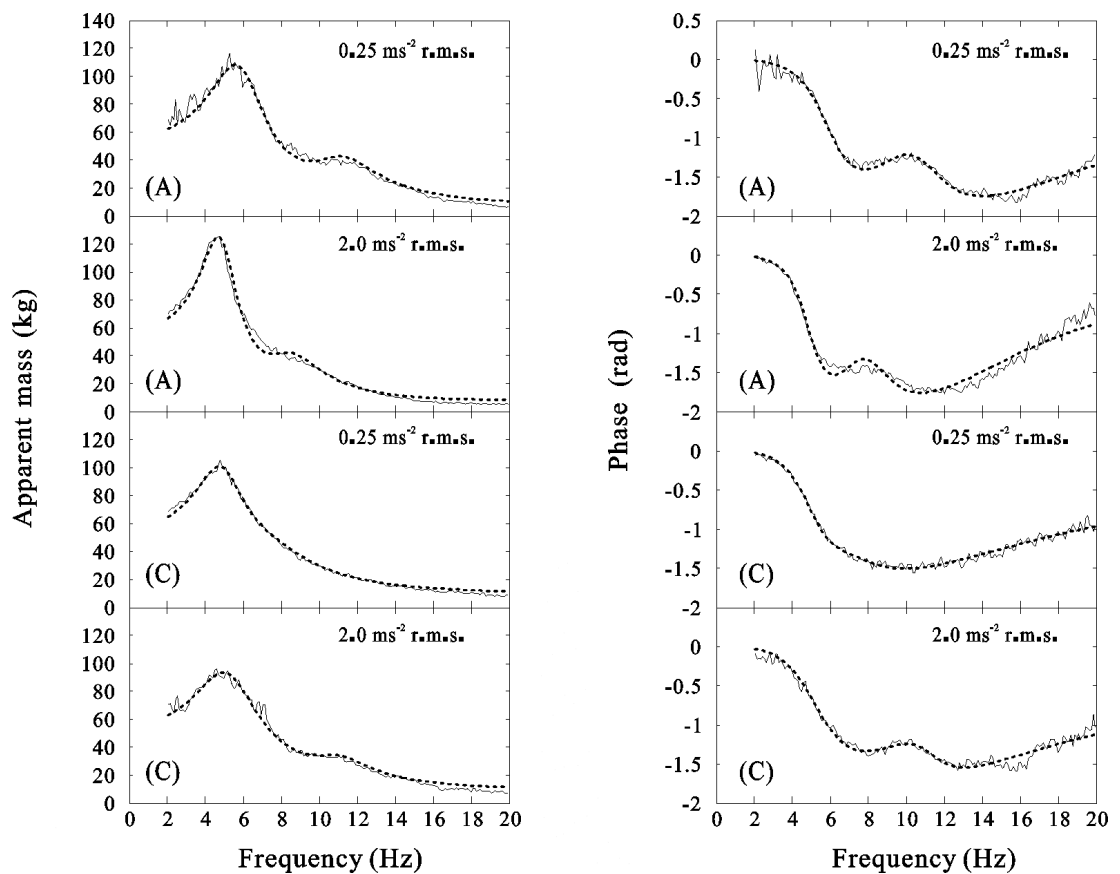 140
120
100
80
60
40
20
0
0.25 ms-2 r.m.s.
(A)
120
100
80
60
40
20
0
2.0 ms-2 r.m.s.
(A)
120
100
80
60
40
20
0
0.25 ms-2 r.m.s.
(C)
120
100
80
60
40
20
0
2.0 ms-2 r.m.s.
(C)
0 2 4 6 8 10 12 14 16 18 20
Frequency (Hz)
Apparent mass (kg)
0.5
0
-0.5
-1
-1.5
-2
0.25 ms-2 r.m.s.
(A)
0
-0.5
-1
-1.5
-2
2.0 ms-2 r.m.s.
(A)
0
-0.5
-1
-1.5
-2
0.25 ms-2 r.m.s.
(C)
0
-0.5
-1
-1.5
-2
2.0 ms-2 r.m.s.
(C)
0 2 4 6 8 10 12 14 16 18 20
Frequency (Hz)
Phase (rad)